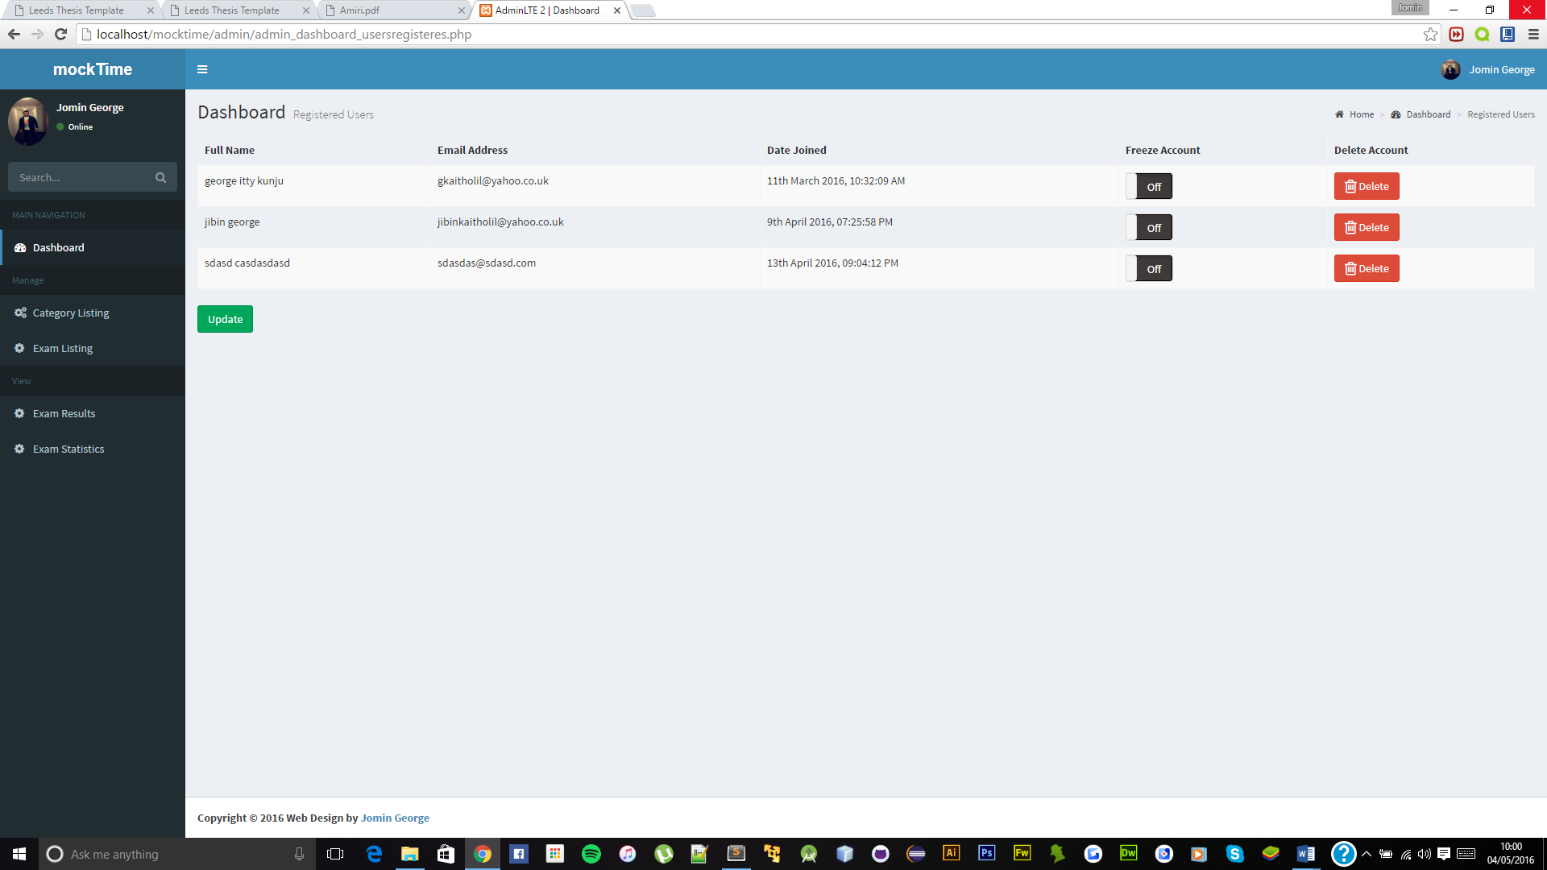 Leeds Thesis Template
Leeds Thesis Template
Amiri.pdf
AdminLTE 2 | Dashboard
Jomin
localhost/mocktime/admin/admin_dashboard_usersregisteres.php
mockTime
Jomin George
Jomin George
Online
Search...
MAIN NAVIGATION
Dashboard
Manage
Category Listing
Exam Listing
View
Exam Results
Exam Statistics
Dashboard Registered Users
Home > Dashboard > Registered Users
Full Name Email Address Date Joined Freeze Account Delete Account
george itty kunju gkaitholil@yahoo.co.uk 11th March 2016, 10:32:09 AM Off Delete
jibin george jibinkaitholil@yahoo.co.uk 9th April 2016, 07:25:58 PM Off Delete
sdasd casdasdasd sdasdas@sdasd.com 13th April 2016, 09:04:12 PM Off Delete
Update
Copyright © 2016 Web Design by Jomin George
Ask me anything
Ai
Ps
Fw
Dw
10:00
04/05/2016